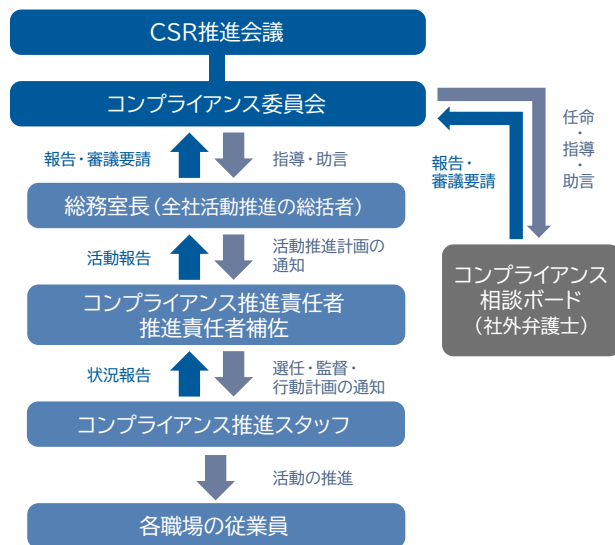 CSR推進会議
コンプライアンス委員会
報告・審議要請
指導・助言
任命
・
指導
・
助言
報告・
審議要請
総務室長（全社活動推進の総括者）
活動報告
活動推進計画の
通知
コンプライアンス
相談ボード
（社外弁護士）
コンプライアンス推進責任者
推進責任者補佐
状況報告
選任・監督・
行動計画の通知
コンプライアンス推進スタッフ
活動の推進
各職場の従業員